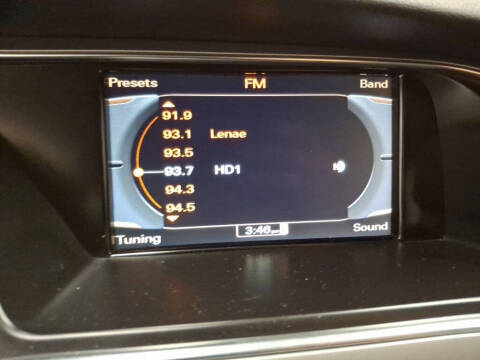 Presets FM Band
91.9
93.1 Lenae
93.5
93.7 HD1
94.3
94.5
Tuning 3:46 Sound